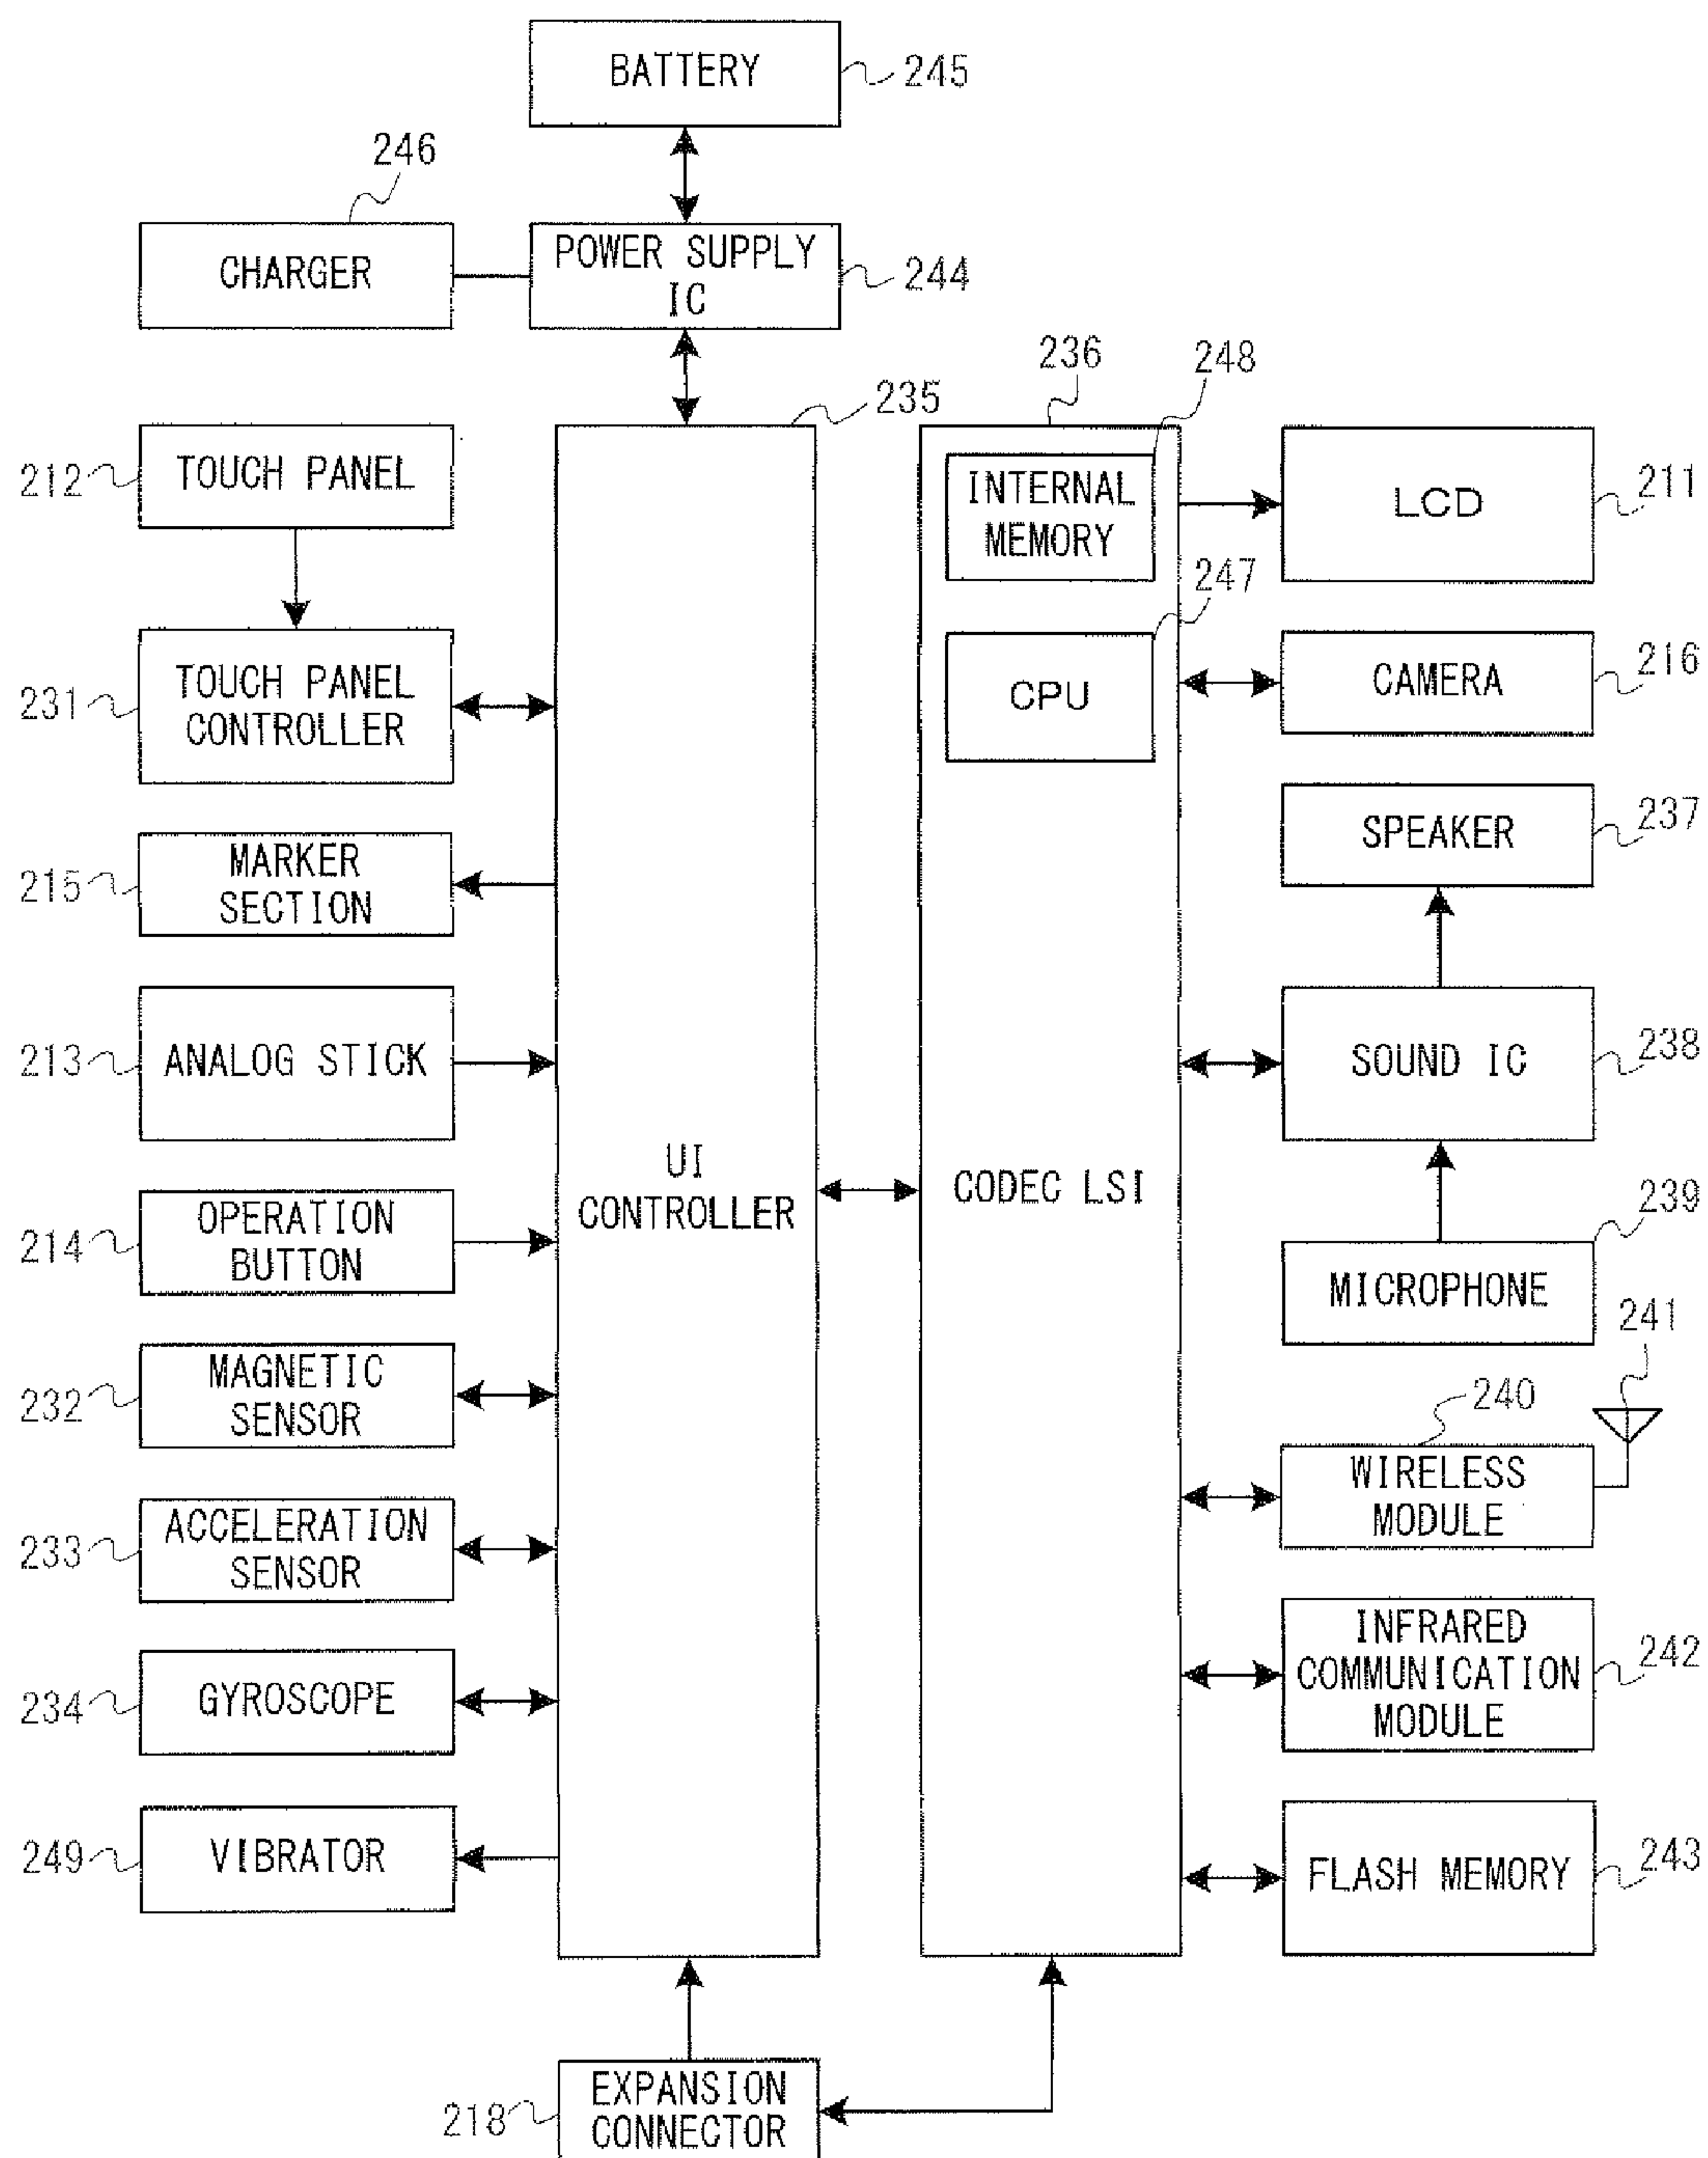 BATTERY
245
246
CHARGER
POWER SUPPLY
IC
244
235
236
248
212
TOUCH PANEL
INTERNAL
MEMORY
LCD
211
247
231
TOUCH PANEL
CONTROLLER
CPU
CAMERA
216
215
MARKER
SECTION
SPEAKER
237
213
ANALOG STICK
SOUND IC
238
UI
CONTROLLER
CODEC LSI
214
OPERATION
BUTTON
239
MICROPHONE
241
232
MAGNETIC
SENSOR
240
WIRELESS
MODULE
233
ACCELERATION
SENSOR
234
GYROSCOPE
INFRARED
COMMUNICATION
MODULE
242
249
VIBRATOR
FLASH MEMORY
243
218
EXPANSION
CONNECTOR